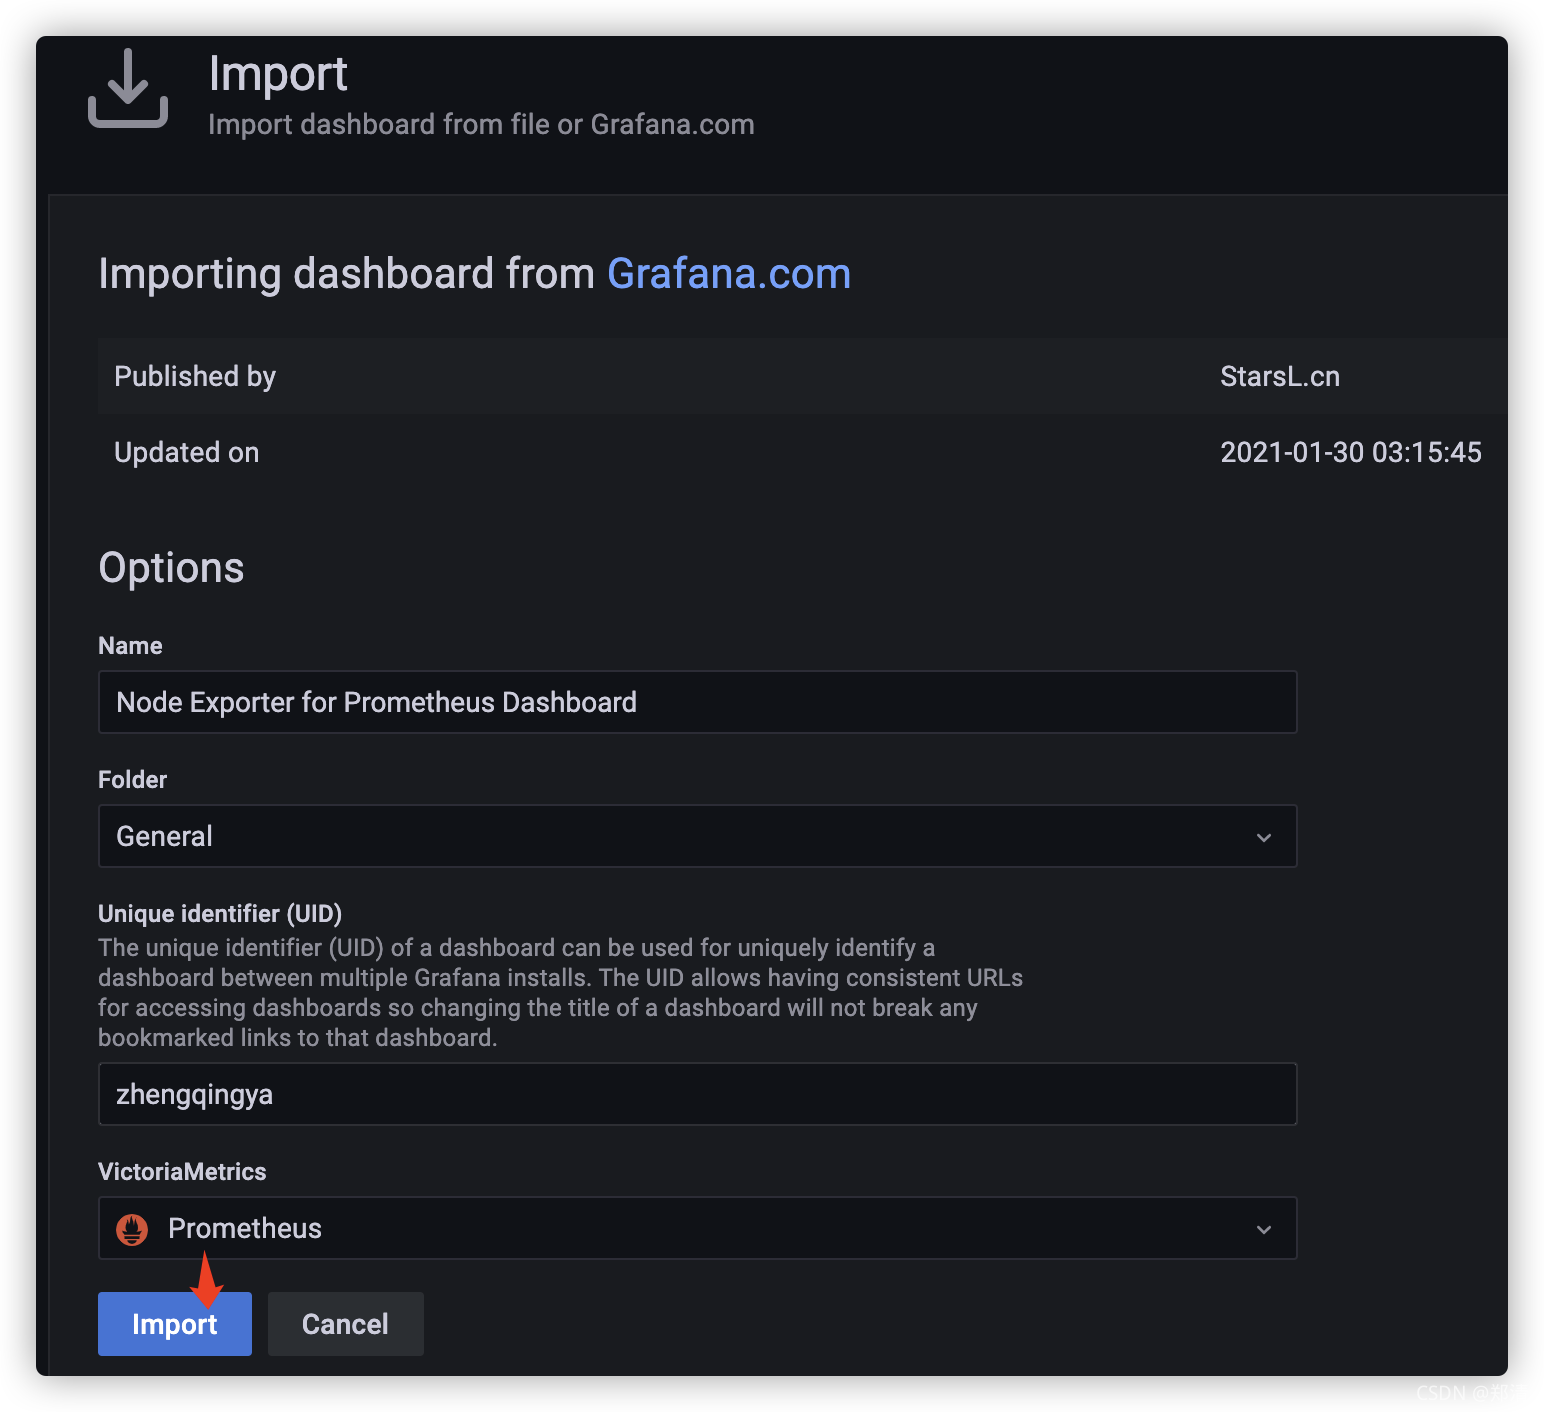 Import
Import dashboard from file or Grafana.com
Importing dashboard from Grafana.com
Published by StarsL.cn
Updated on 2021-01-30 03:15:45
Options
Name
Node Exporter for Prometheus Dashboard
Folder
General
Unique identifier (UID)
The unique identifier (UID) of a dashboard can be used for uniquely identify a
dashboard between multiple Grafana installs. The UID allows having consistent URLs
for accessing dashboards so changing the title of a dashboard will not break any
bookmarked links to that dashboard.
zhengqingya
VictoriaMetrics
Prometheus
Import Cancel
CSDN